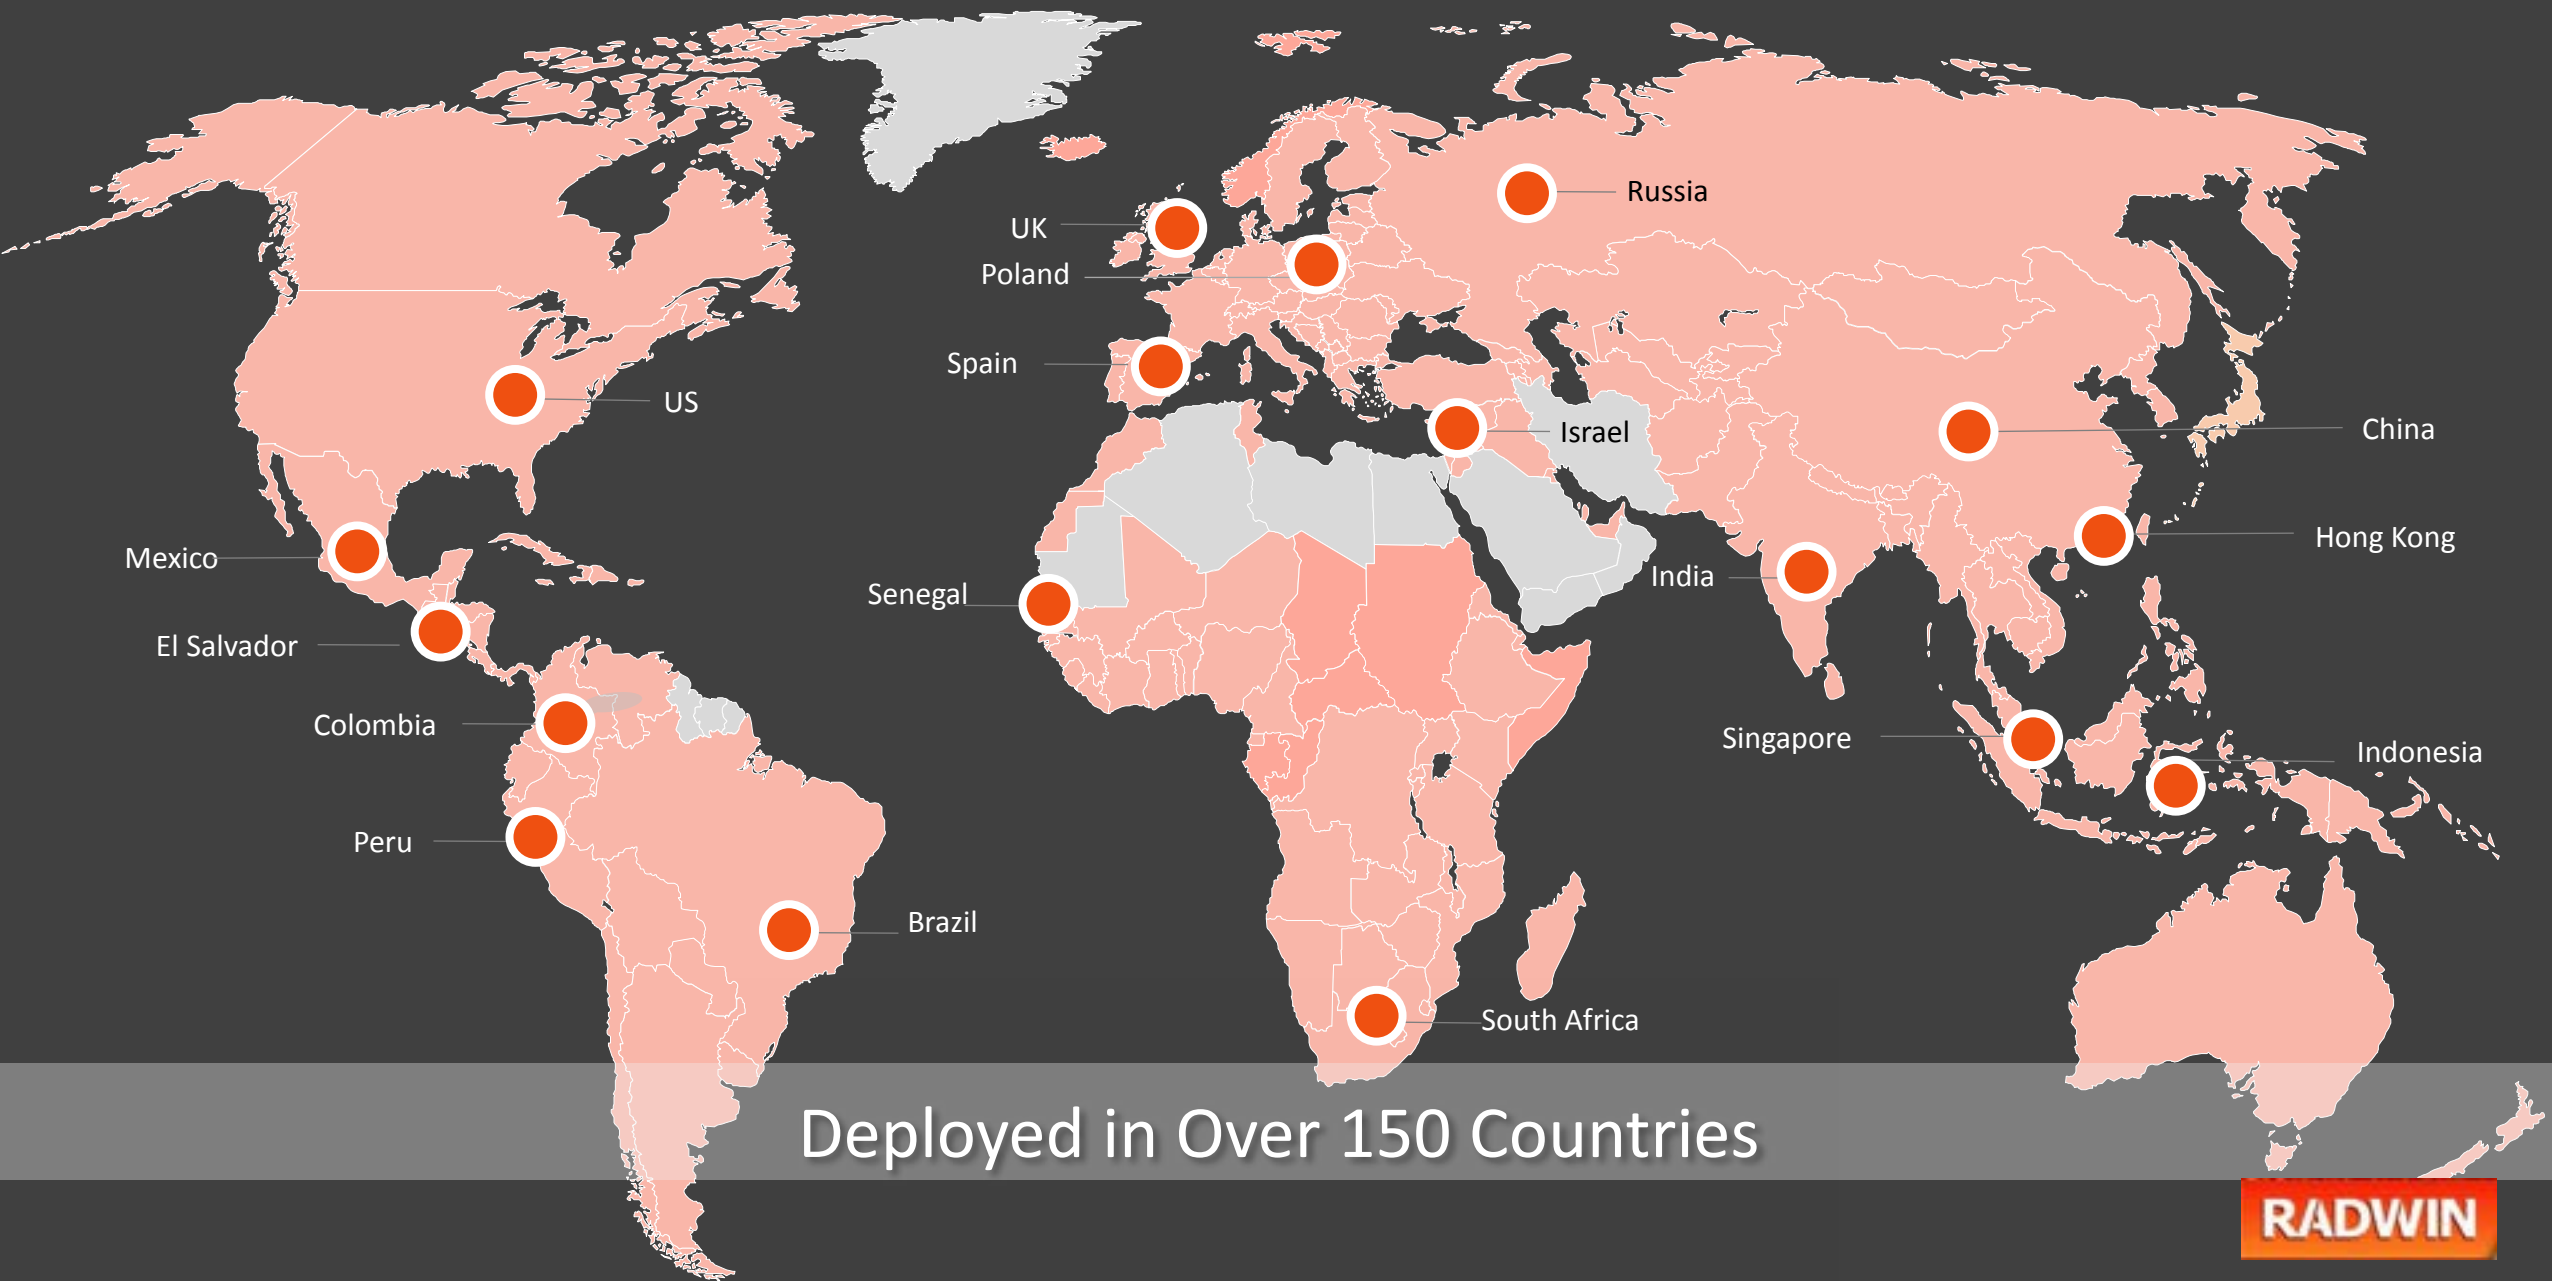 Russia
UK
Poland
Spain
US
Israel
China
Hong Kong
Mexico
India
Senegal
El Salvador
Colombia
Singapore
Indonesia
Peru
Brazil
South Africa
Deployed in Over 150 Countries
RADWIN